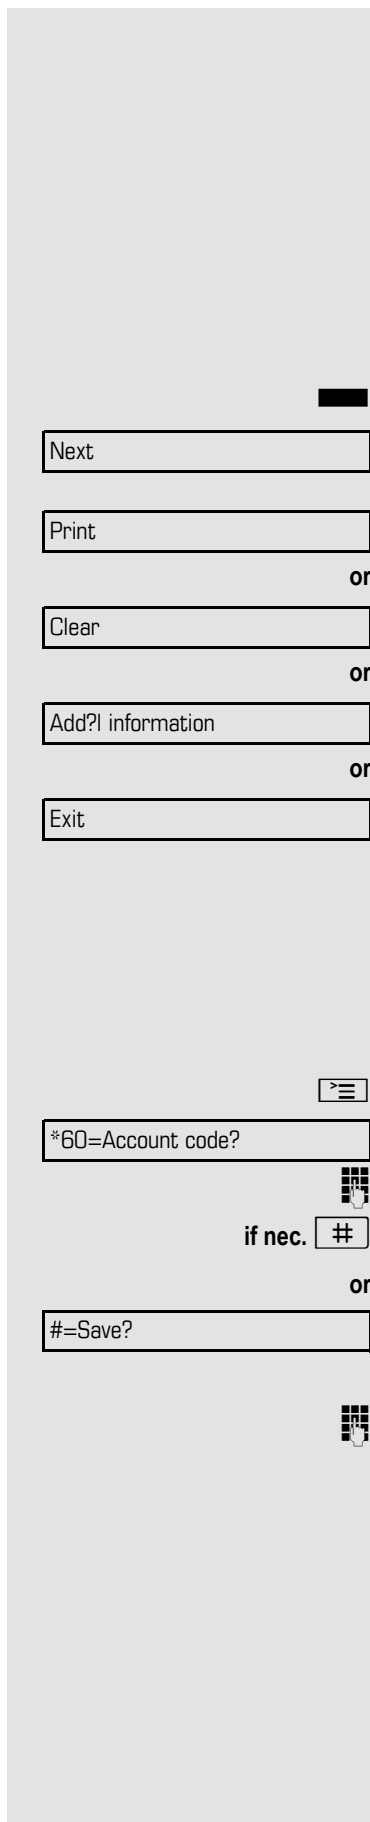 Next
Print
or
Clear
or
Add?l information
or
Exit
*60=Account code?
if nec. #
or
#=Save?